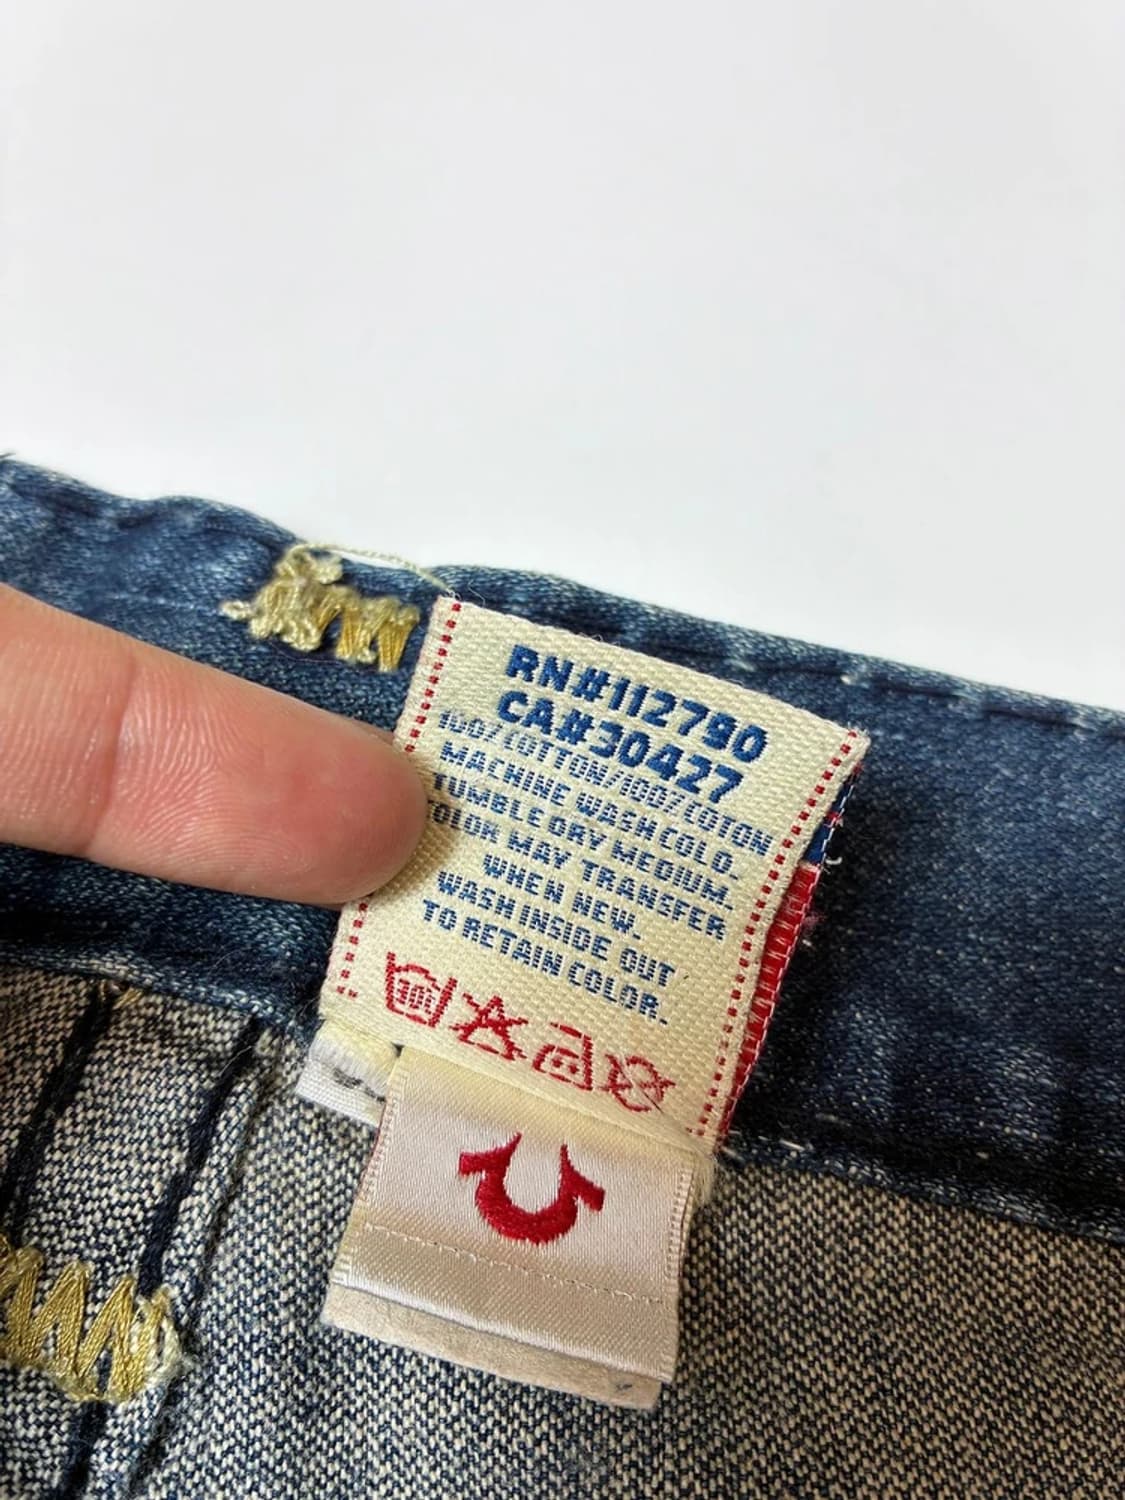 RN#112790
CA#30427
100%COTTON/100%COTON
MACHINE WASH COLD.
TUMBLE DRY MEDIUM.
COLOR MAY TRANSFER
WHEN NEW.
WASH INSIDE OUT
TO RETAIN COLOR.
30C